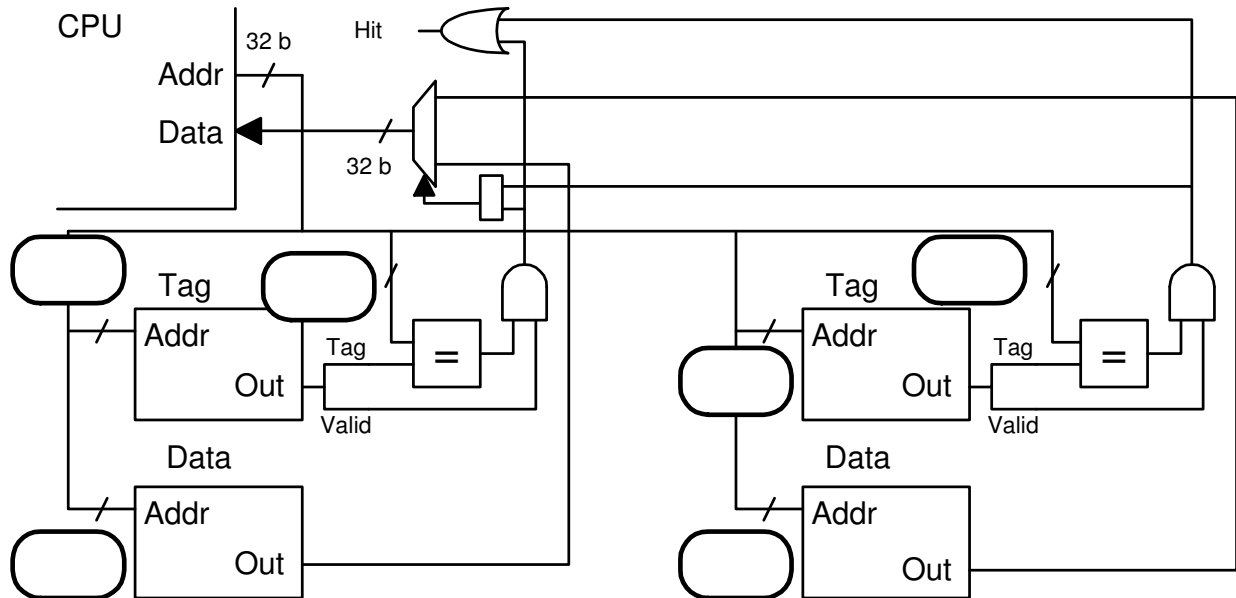 CPU
Hit
32 b
Addr
Data
32 b
Tag
Tag
Addr
Addr
=
=
Tag
Tag
Out
Out
Valid
Valid
Data
Data
Addr
Addr
Out
Out